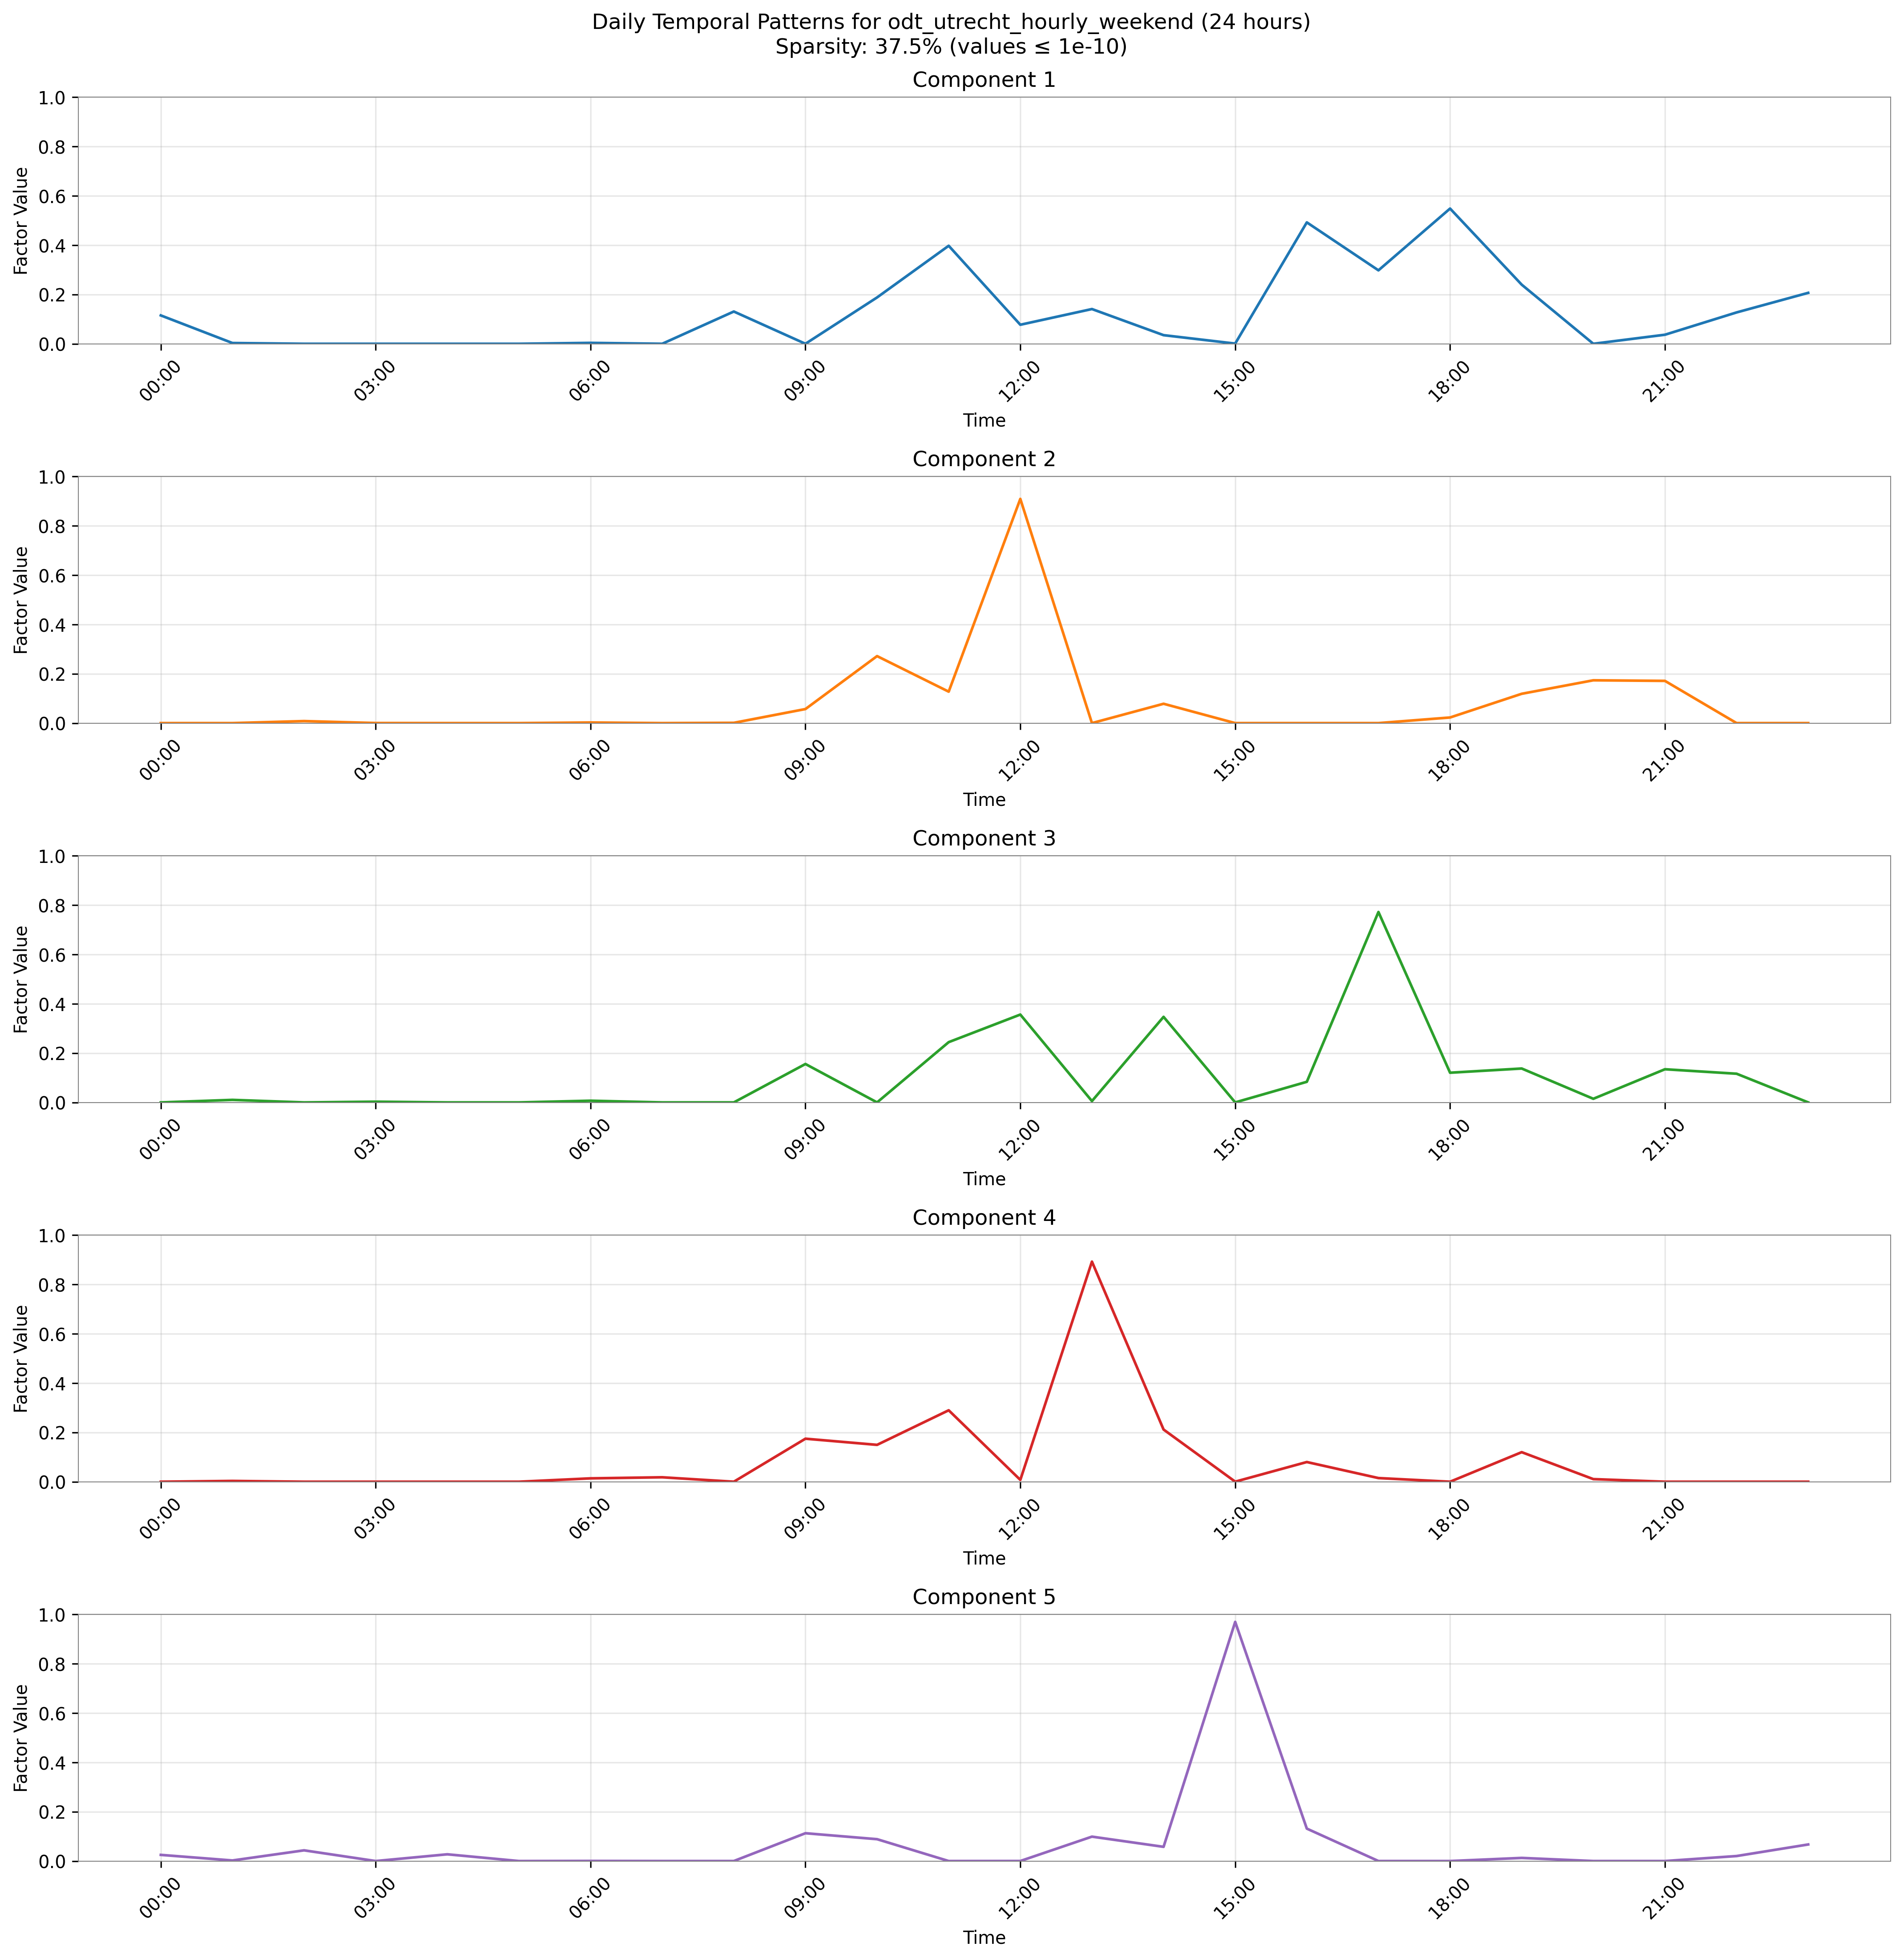 Daily Temporal Patterns for odt_utrecht_hourly_weekend (24 hours)
Sparsity: 37.5% (values ≤ 1e-10)
Component 1
1.0
0.8
0.6
0.4
0.2
0.0
Factor Value
00:00 03:00 06:00 09:00 12:00 15:00 18:00 21:00
Time
Component 2
1.0
0.8
0.6
0.4
0.2
0.0
Factor Value
00:00 03:00 06:00 09:00 12:00 15:00 18:00 21:00
Time
Component 3
1.0
0.8
0.6
0.4
0.2
0.0
Factor Value
00:00 03:00 06:00 09:00 12:00 15:00 18:00 21:00
Time
Component 4
1.0
0.8
0.6
0.4
0.2
0.0
Factor Value
00:00 03:00 06:00 09:00 12:00 15:00 18:00 21:00
Time
Component 5
1.0
0.8
0.6
0.4
0.2
0.0
Factor Value
00:00 03:00 06:00 09:00 12:00 15:00 18:00 21:00
Time